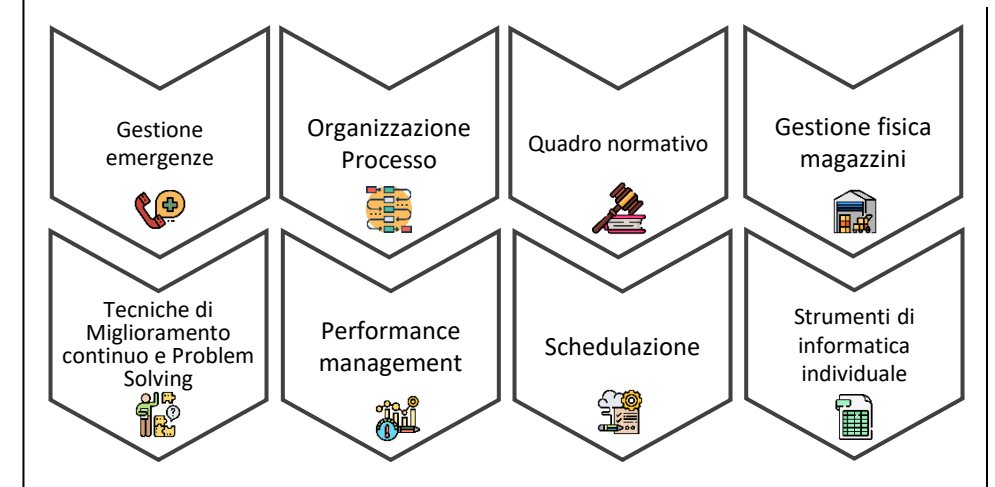 Gestione
emergenze
Organizzazione
Processo
Quadro normativo
Gestione fisica
magazzini
Tecniche di
Miglioramento
continuo e Problem
Solving
Performance
management
Schedulazione
Strumenti di
informatica
individuale